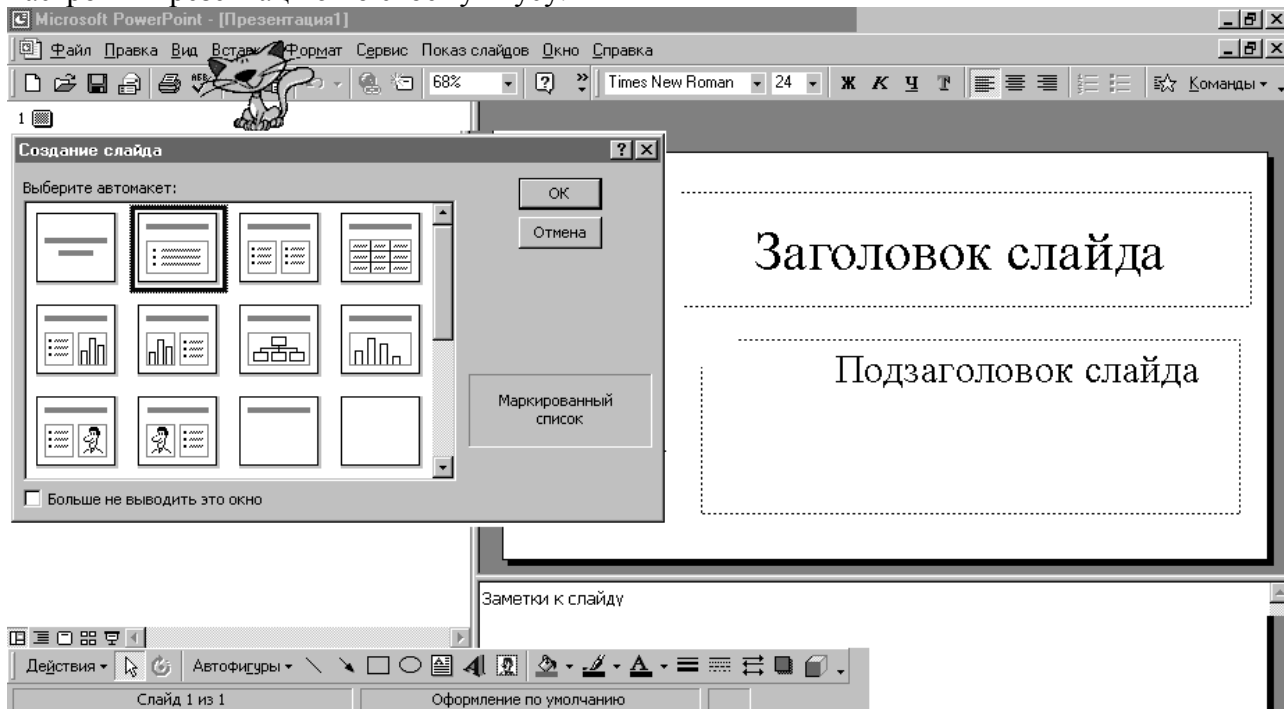 Microsoft PowerPoint - [Презентация1]
Файл Правка Вид Вставка Формат Сервис Показ слайдов Окно Справка
68% Times New Roman 24 Ж К Ч Команды
1
Создание слайда
Выберите автомакет:
ОК
Отмена
Маркированный
список
Больше не выводить это окно
Заголовок слайда
Подзаголовок слайда
Заметки к слайду
Действия Автофигуры
Слайд 1 из 1 Оформление по умолчанию